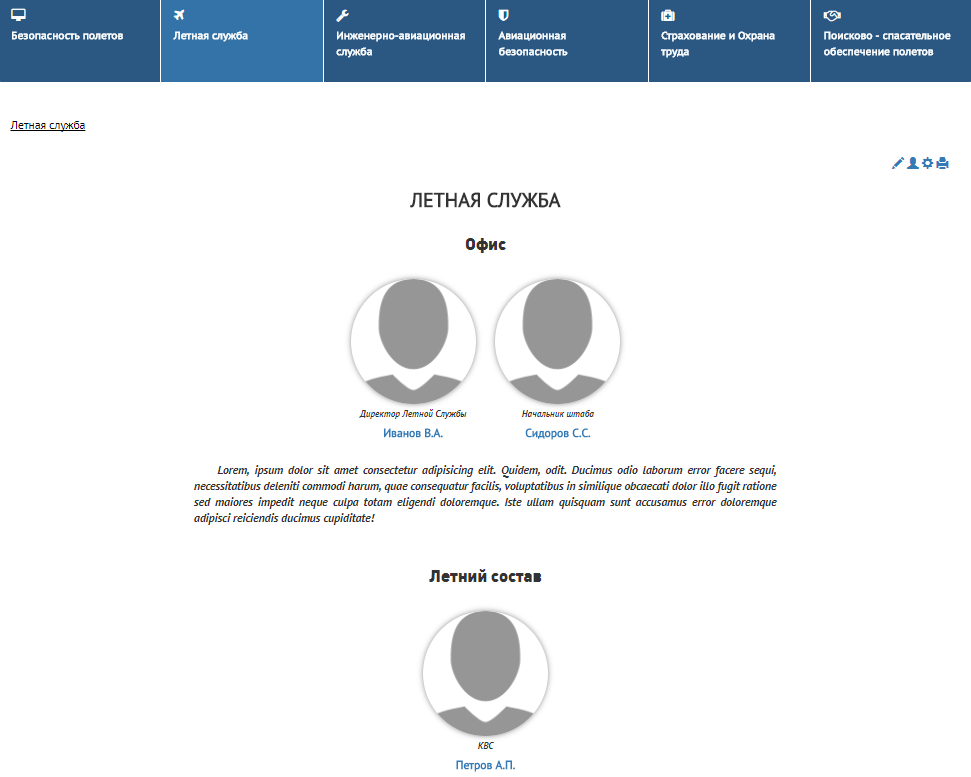 Безопасность полетов
Летная служба
Инженерно-авиационная
служба
Авиационная
безопасность
Страхование и Охрана
труда
Поисково - спасательное
обеспечение полетов
Летная служба
ЛЕТНАЯ СЛУЖБА
Офис
Директор Летной Службы
Иванов В.А.
Начальник штаба
Сидоров С.С.
Lorem, ipsum dolor sit amet consectetur adipisicing elit. Quidem, odit. Ducimus odio laborum error facere sequi,
necessitatibus deleniti commodi harum, quae consequatur facilis, voluptatibus in similique obcaecati dolor illo fugit ratione
sed maiores impedit neque culpa totam eligendi doloremque. Iste ullam quisquam sunt accusamus error doloremque
adipisci reiciendis ducimus cupiditate!
Летний состав
КВС
Петров А.П.